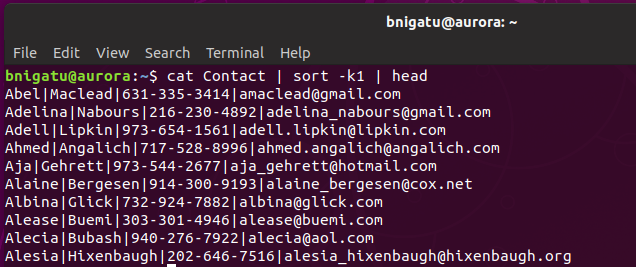 bnigatu@aurora: ~
File Edit View Search Terminal Help
bnigatu@aurora:~$ cat Contact | sort -k1 | head
Abel|Maclead|631-335-3414|amaclead@gmail.com
Adelina|Nabours|216-230-4892|adelina_nabours@gmail.com
Adell|Lipkin|973-654-1561|adell.lipkin@lipkin.com
Ahmed|Angalich|717-528-8996|ahmed.angalich@angalich.com
Aja|Gehrett|973-544-2677|aja_gehrett@hotmail.com
Alaine|Bergesen|914-300-9193|alaine_bergesen@cox.net
Albina|Glick|732-924-7882|albina@glick.com
Alease|Buemi|303-301-4946|alease@buemi.com
Alecia|Bubash|940-276-7922|alecia@aol.com
Alesia|Hixenbaugh|202-646-7516|alesia_hixenbaugh@hixenbaugh.org